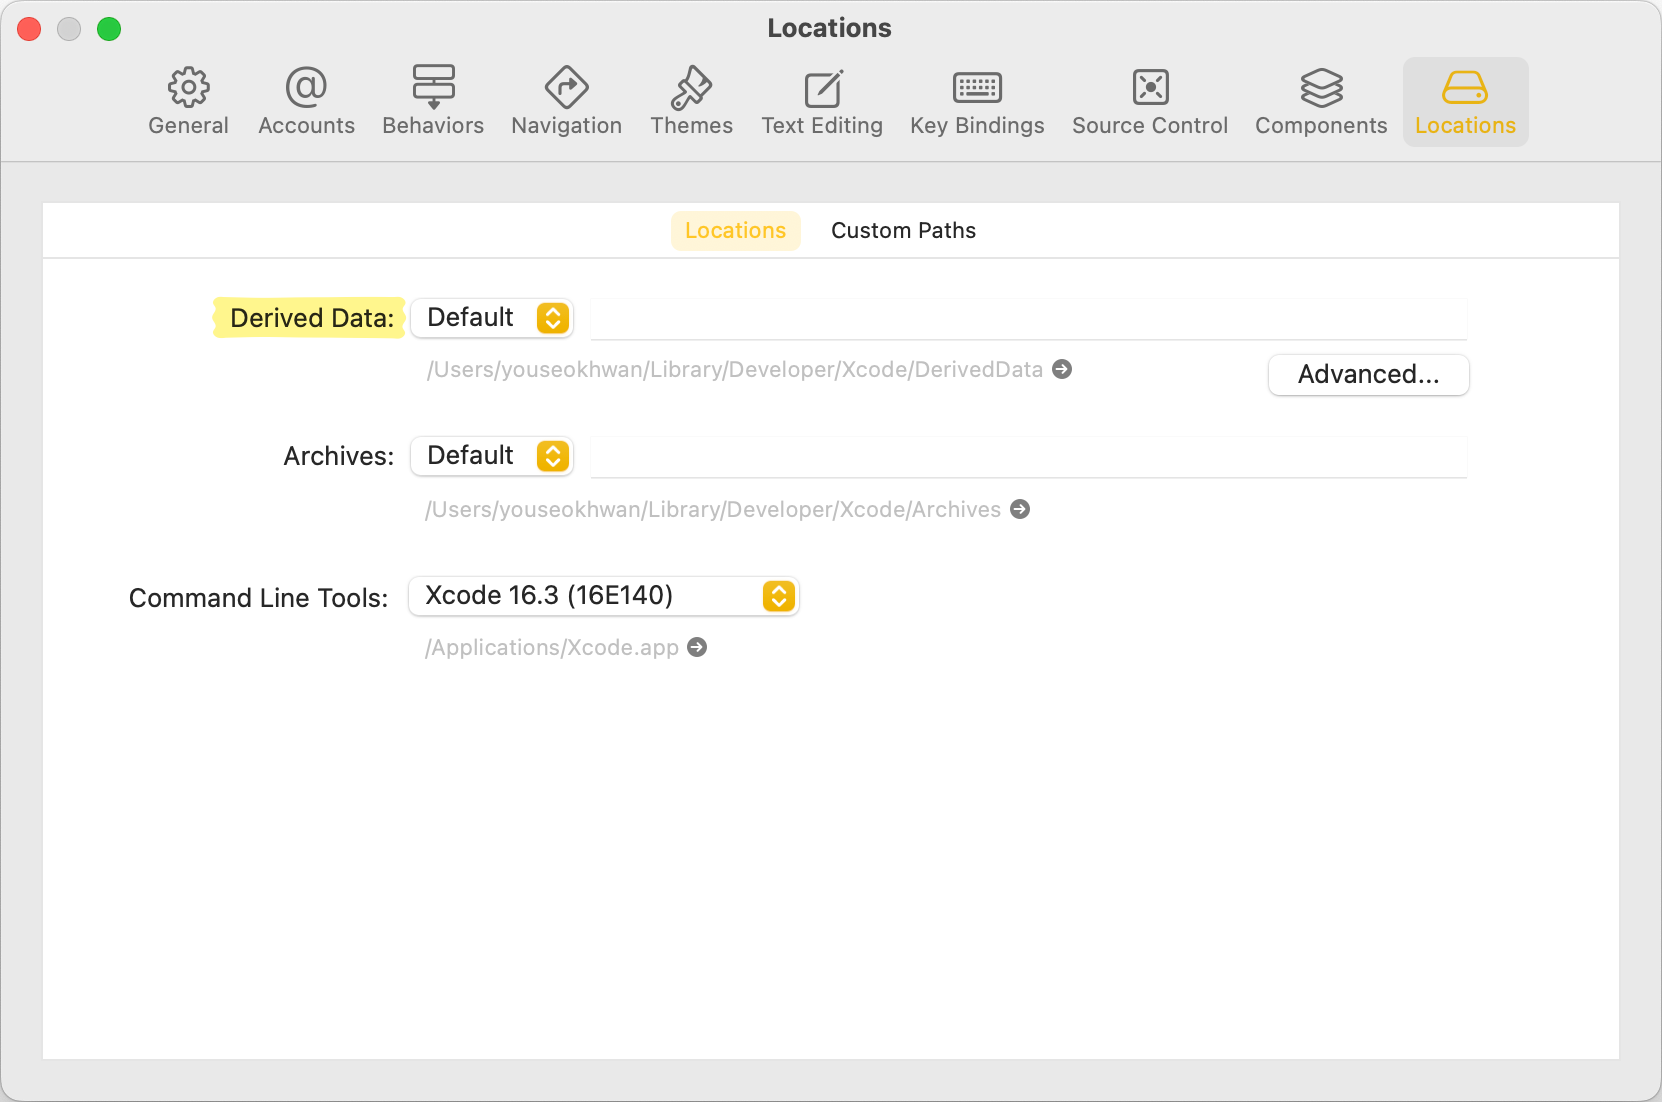 Locations
General Accounts Behaviors Navigation Themes Text Editing Key Bindings Source Control Components Locations
Locations Custom Paths
Derived Data: Default
/Users/youseokhwan/Library/Developer/Xcode/DerivedData
Advanced...
Archives: Default
/Users/youseokhwan/Library/Developer/Xcode/Archives
Command Line Tools: Xcode 16.3 (16E140)
/Applications/Xcode.app